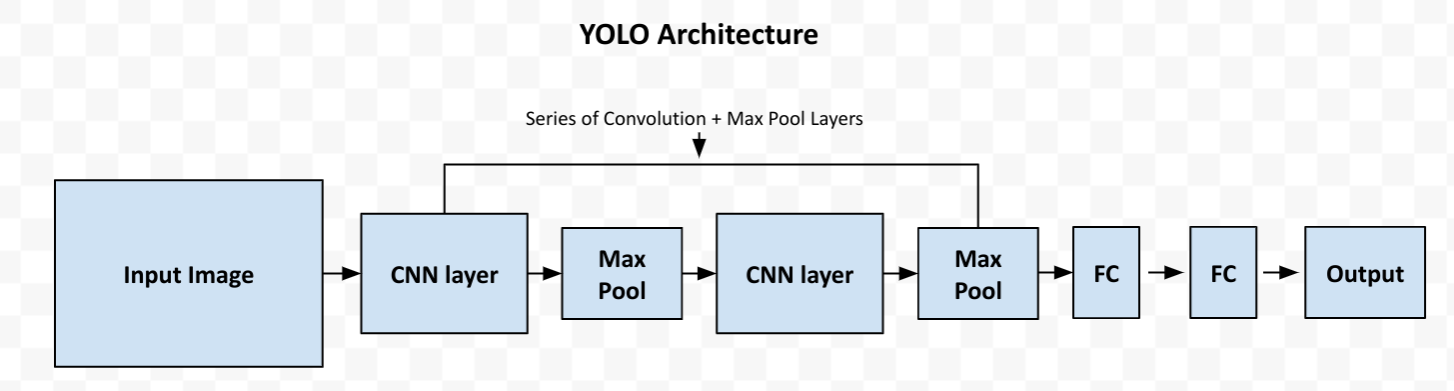 YOLO Architecture
Series of Convolution + Max Pool Layers
Input Image
CNN layer
Max
Pool
CNN layer
Max
Pool
FC
FC
Output